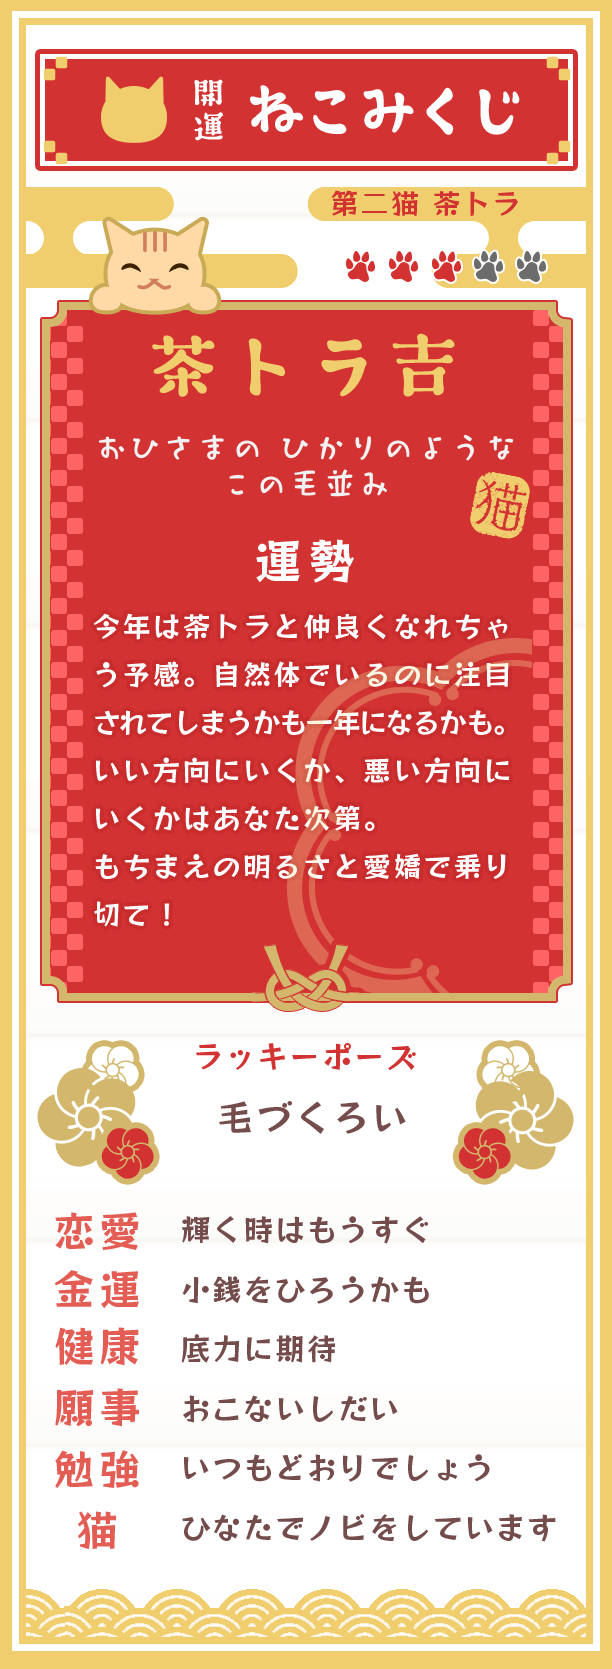 開運 ねこみくじ
第二猫 茶トラ
茶トラ吉
おひさまの ひかりのような
この毛並み
猫
運勢
今年は茶トラと仲良くなれちゃ
う予感。自然体でいるのに注目
されてしまうかも一年になるかも。
いい方向にいくか、悪い方向に
いくかはあなた次第。
もちまえの明るさと愛嬌で乗り
切て！
ラッキーポーズ
毛づくろい
恋愛 輝く時はもうすぐ
金運 小銭をひろうかも
健康 底力に期待
願事 おこないしだい
勉強 いつもどおりでしょう
猫 ひなたでノビをしています